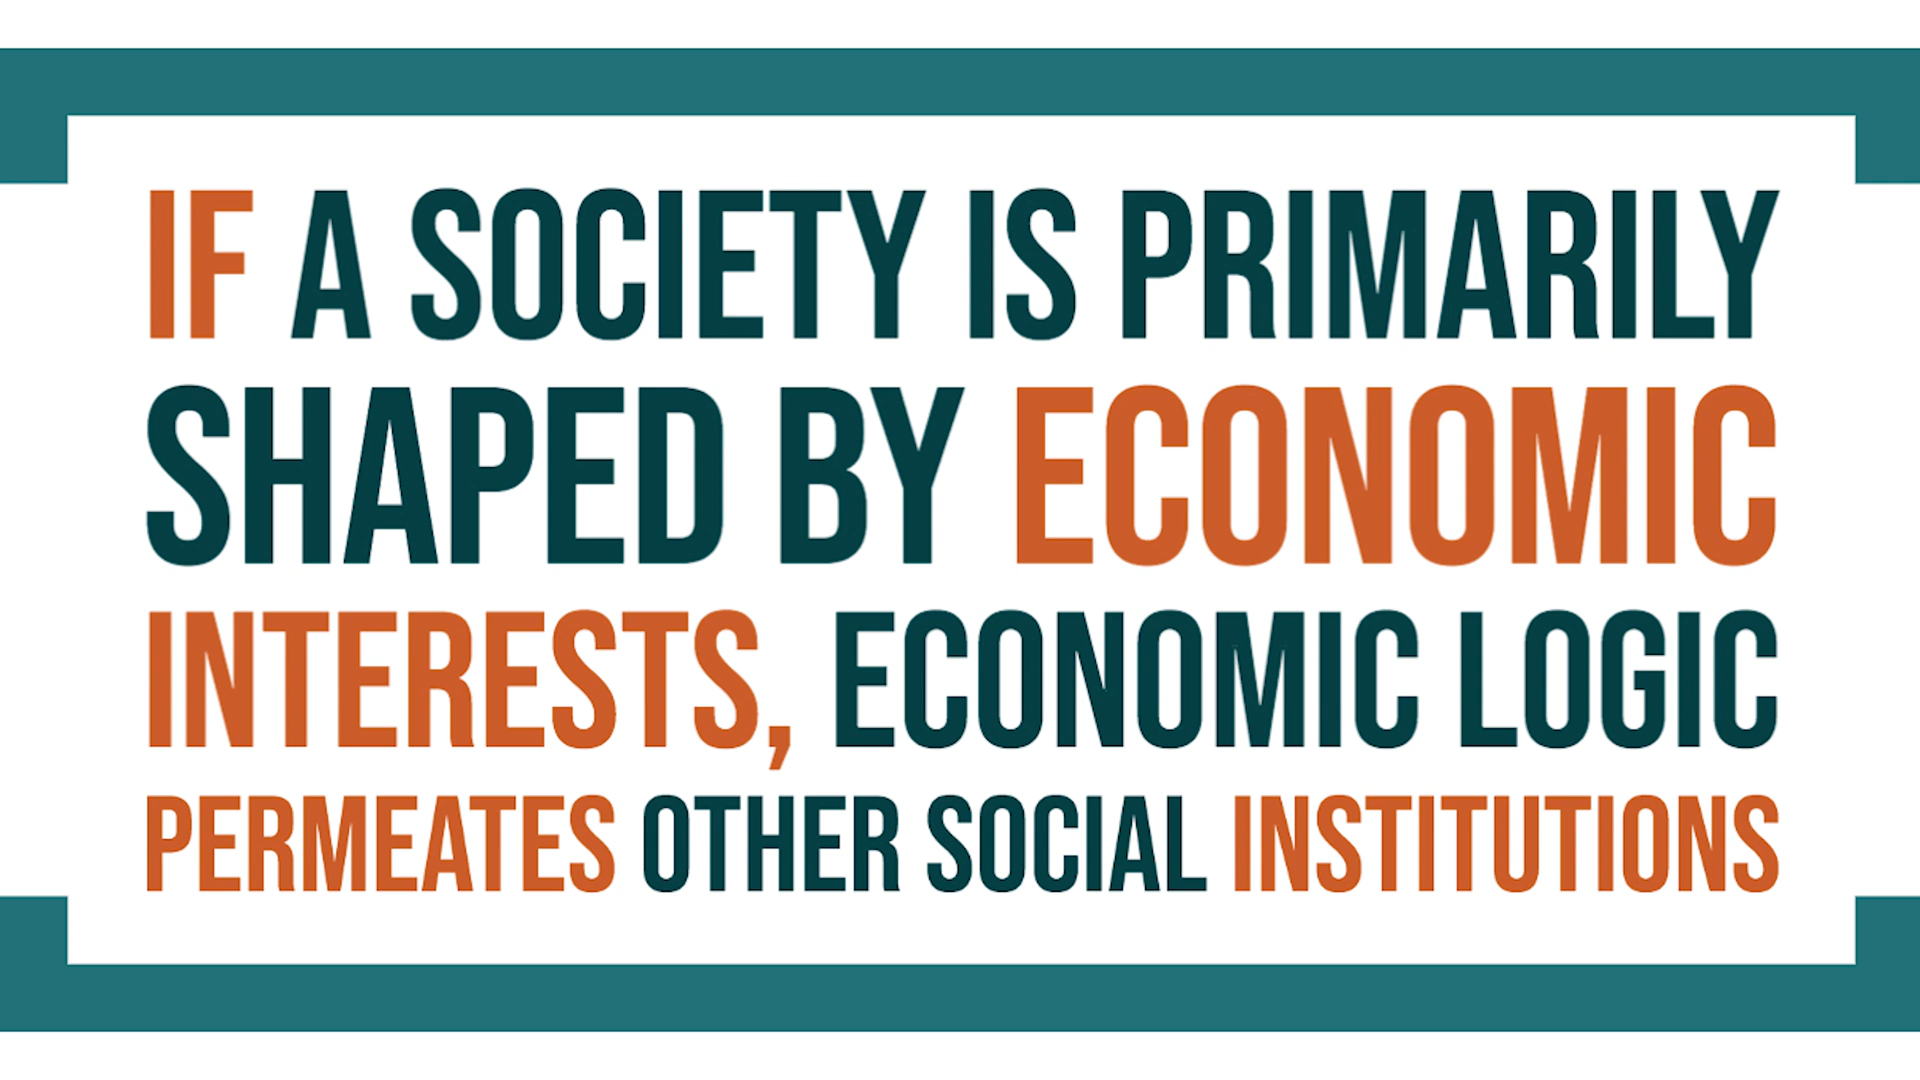 IF A SOCIETY IS PRIMARILY
SHAPED BY ECONOMIC
INTERESTS, ECONOMIC LOGIC
PERMEATES OTHER SOCIAL INSTITUTIONS